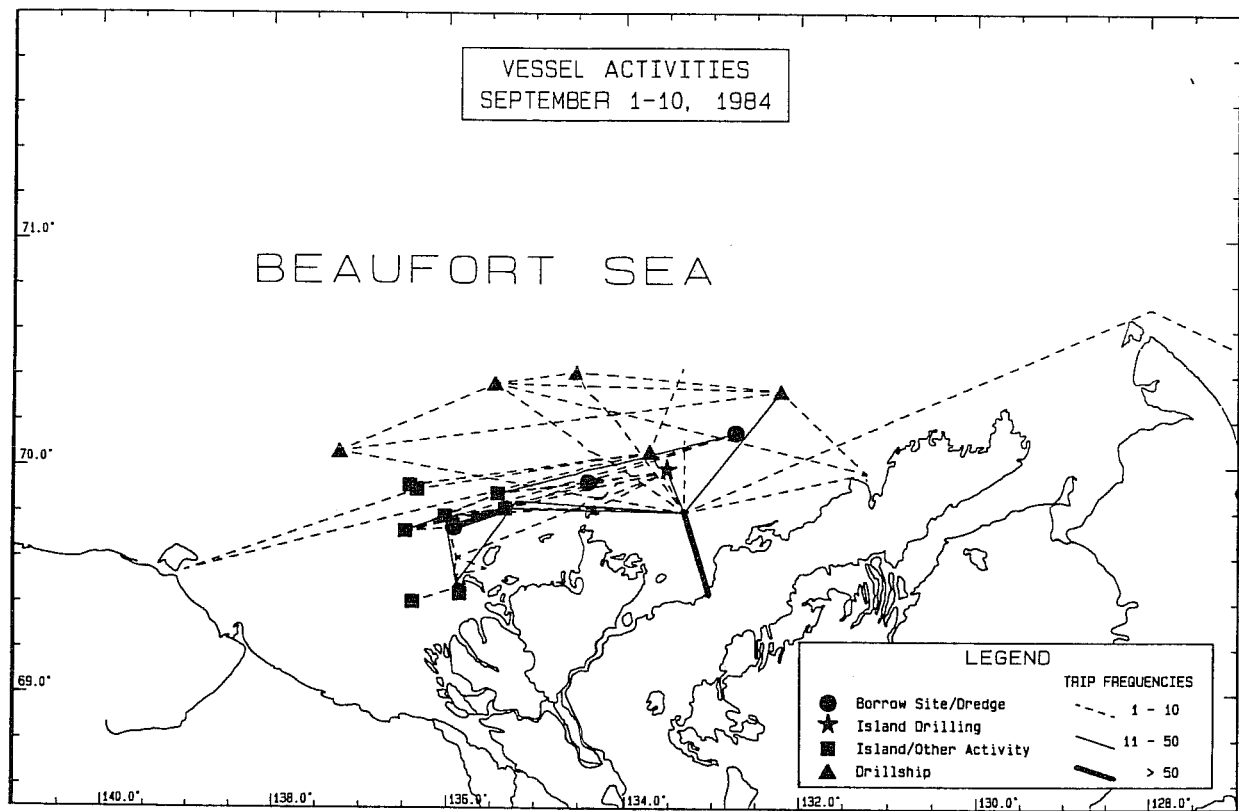 VESSEL ACTIVITIES
SEPTEMBER 1-10, 1984
71.0°
BEAUFORT SEA
70.0°
69.0°
LEGEND
TRIP FREQUENCIES
Borrow Site/Dredge
1 - 10
Island Drilling
11 - 50
Island/Other Activity
> 50
Drillship
140.0°
138.0°
136.0°
134.0°
132.0°
130.0°
128.0°